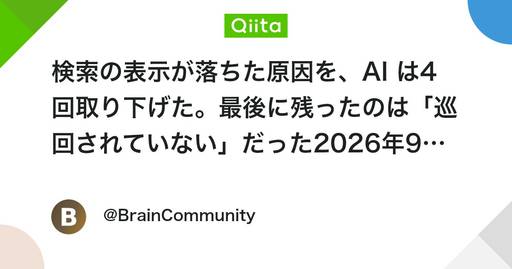 Qiita
検索の表示が落ちた原因を、AI は4
回取り下げた。最後に残ったのは「巡
回されていない」だった2026年9…
B
@BrainCommunity